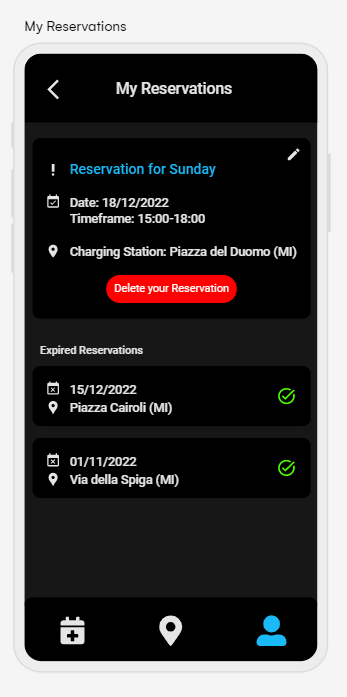 My Reservations
My Reservations
Reservation for Sunday
Date: 18/12/2022
Timeframe: 15:00-18:00
Charging Station: Piazza del Duomo (MI)
Delete your Reservation
Expired Reservations
15/12/2022
Piazza Cairoli (MI)
01/11/2022
Via della Spiga (MI)